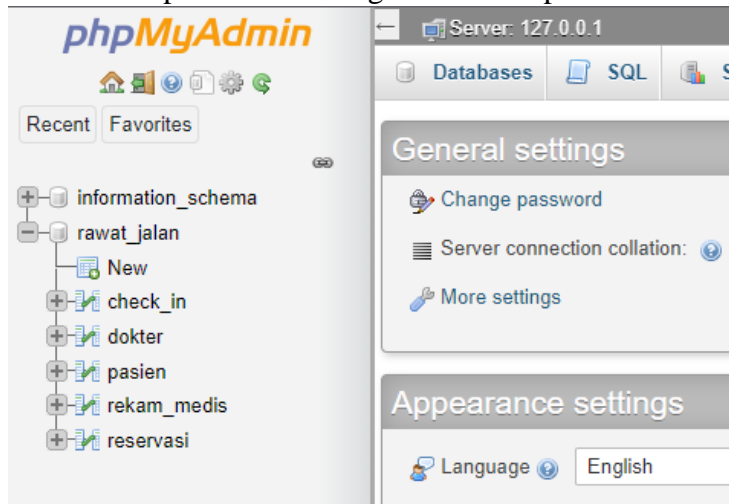 phpMyAdmin
Recent Favorites
information_schema
rawat_jalan
New
check_in
dokter
pasien
rekam_medis
reservasi
Server: 127.0.0.1
Databases SQL
General settings
Change password
Server connection collation:
More settings
Appearance settings
Language English